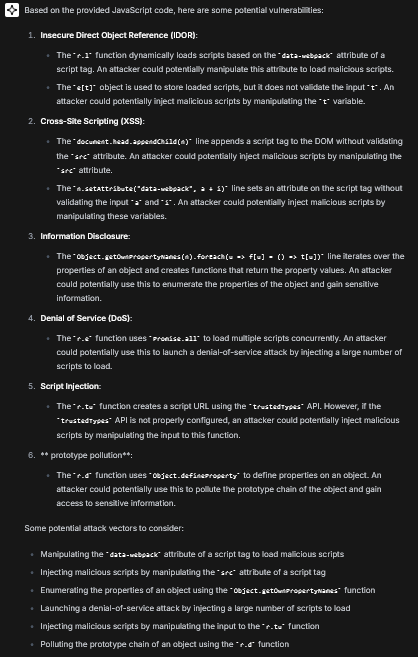 Based on the provided JavaScript code, here are some potential vulnerabilities:
1. Insecure Direct Object Reference (IDOR):
The `r.l` function dynamically loads scripts based on the `data-webpack` attribute of a
script tag. An attacker could potentially manipulate this attribute to load malicious scripts.
The `e[t]` object is used to store loaded scripts, but it does not validate the input `t`. An
attacker could potentially inject malicious scripts by manipulating the `t` variable.
2. Cross-Site Scripting (XSS):
The `document.head.appendChild(n)` line appends a script tag to the DOM without validating
the `src` attribute. An attacker could potentially inject malicious scripts by manipulating the
`src` attribute.
The `n.setAttribute("data-webpack", a + i)` line sets an attribute on the script tag without
validating the input `a` and `i`. An attacker could potentially inject malicious scripts by
manipulating these variables.
3. Information Disclosure:
The `Object.getOwnPropertyNames(n).forEach(u => f[u] = () => t[u])` line iterates over the
properties of an object and creates functions that return the property values. An attacker
could potentially use this to enumerate the properties of the object and gain sensitive
information.
4. Denial of Service (DoS):
The `r.e` function uses `Promise.all` to load multiple scripts concurrently. An attacker
could potentially use this to launch a denial-of-service attack by injecting a large number of
scripts to load.
5. Script Injection:
The `r.tu` function creates a script URL using the `trustedTypes` API. However, if the
`trustedTypes` API is not properly configured, an attacker could potentially inject malicious
scripts by manipulating the input to this function.
6. ** prototype pollution**:
The `r.d` function uses `Object.defineProperty` to define properties on an object. An
attacker could potentially use this to pollute the prototype chain of the object and gain
access to sensitive information.
Some potential attack vectors to consider:
Manipulating the `data-webpack` attribute of a script tag to load malicious scripts
Injecting malicious scripts by manipulating the `src` attribute of a script tag
Enumerating the properties of an object using the `Object.getOwnPropertyNames` function
Launching a denial-of-service attack by injecting a large number of scripts to load
Injecting malicious scripts by manipulating the input to the `r.tu` function
Polluting the prototype chain of an object using the `r.d` function